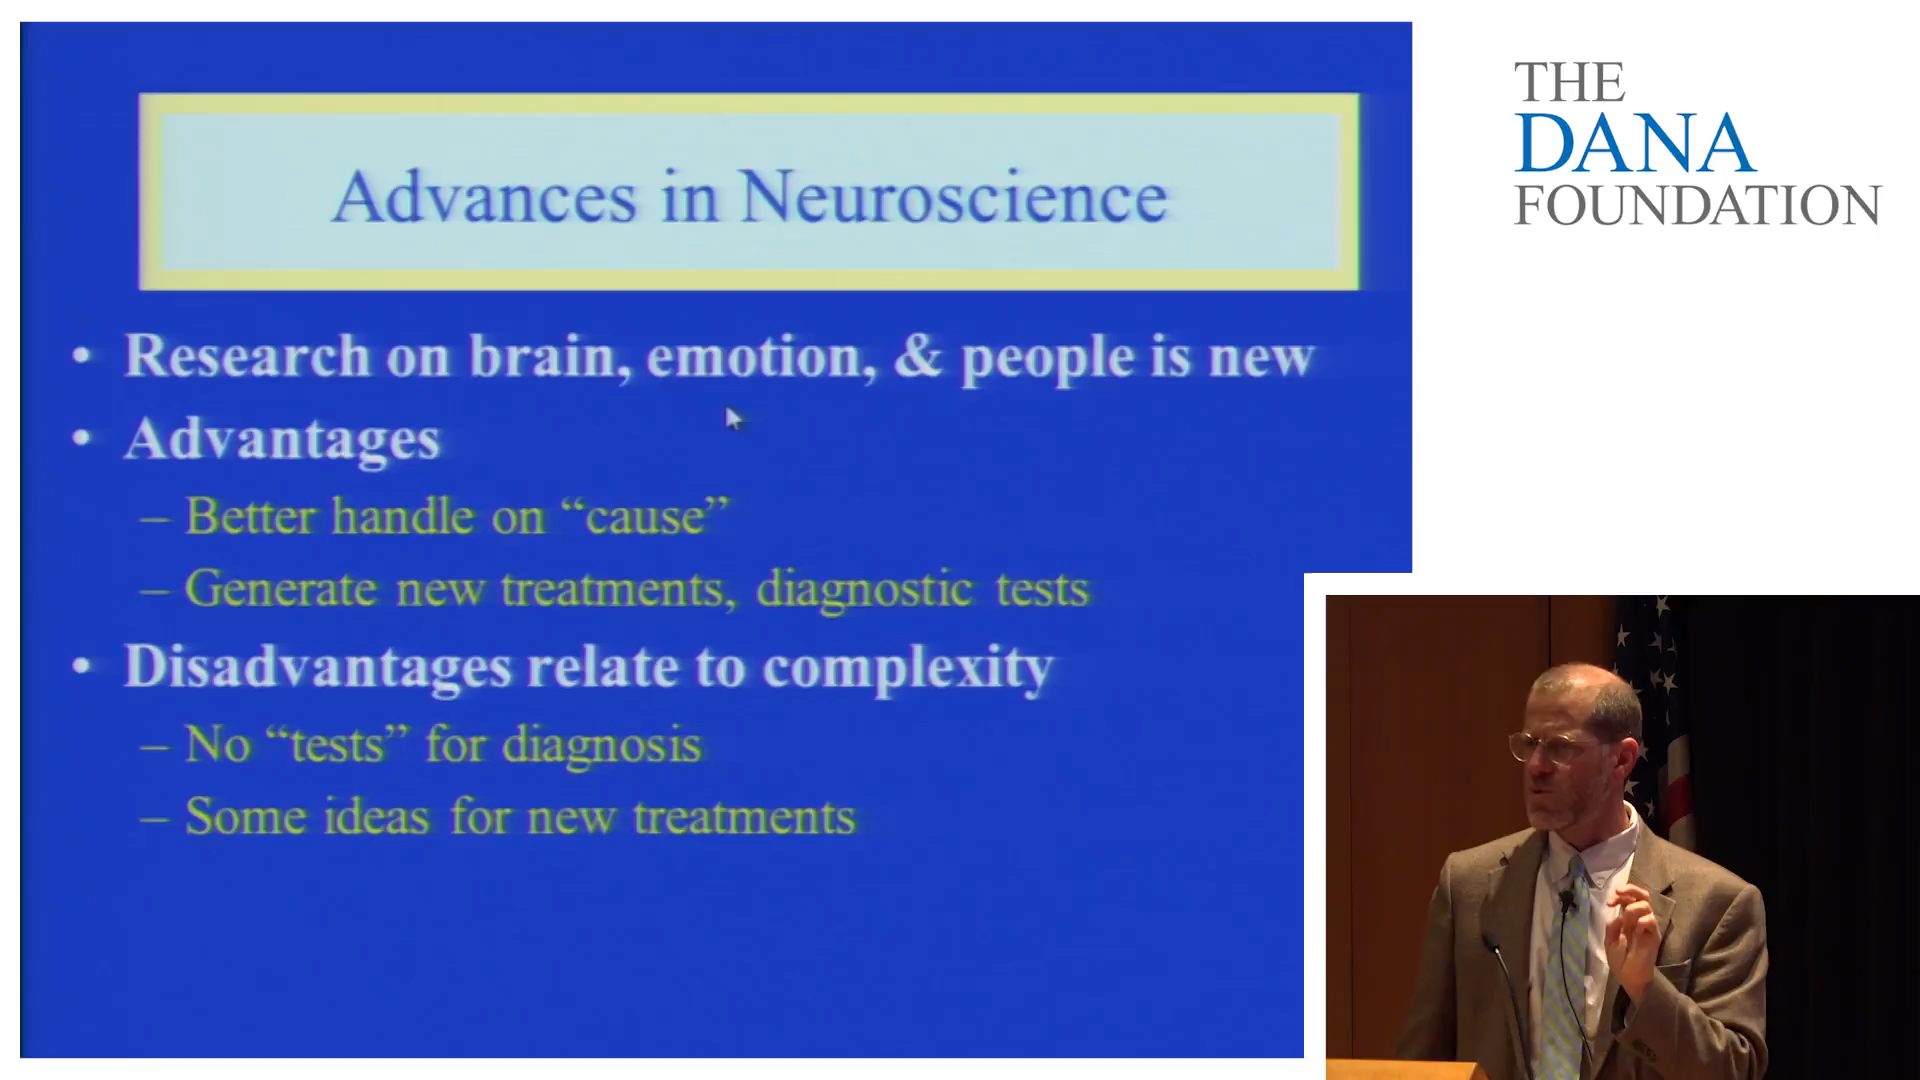 Advances in Neuroscience
• Research on brain, emotion, & people is new
• Advantages
– Better handle on “cause”
– Generate new treatments, diagnostic tests
• Disadvantages relate to complexity
– No “tests” for diagnosis
– Some ideas for new treatments
THE
DANA
FOUNDATION